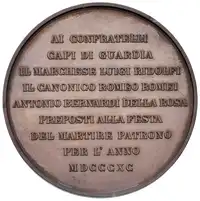 AI CONFRATELLI
CAPI DI GUARDIA
IL MARCHESE LUIGI RIDOLFI
IL CANONICO ROMEO ROMEI
ANTONIO BERNARDI DELLA ROSA
PREPOSTI ALLA FESTA
DEL MARTIRE PATRONO
PER L'ANNO
MDCCCXC